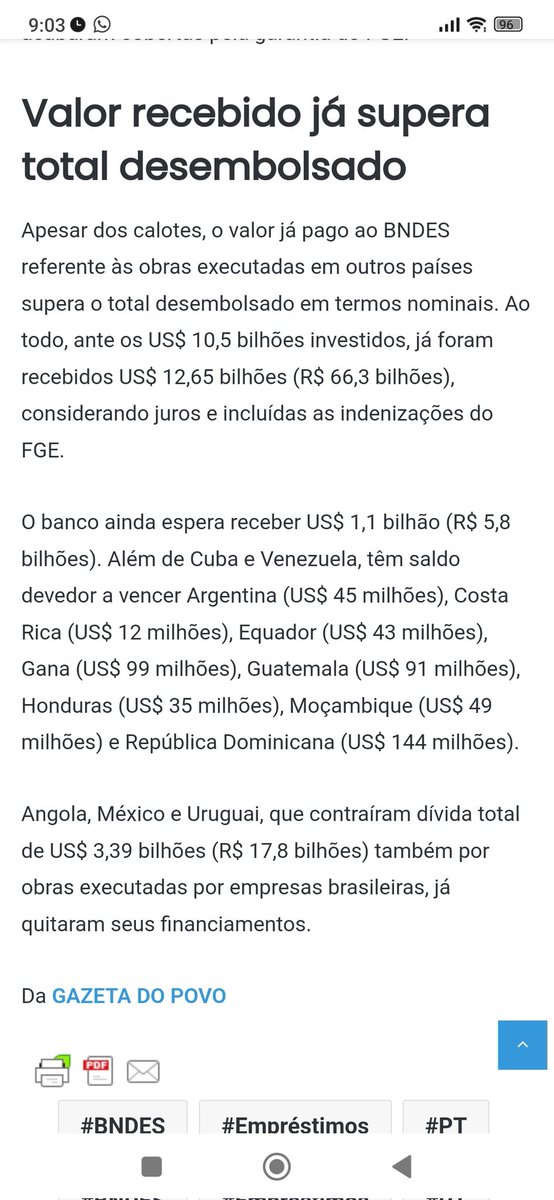 9:03
96
Valor recebido já supera
total desembolsado
Apesar dos calotes, o valor já pago ao BNDES
referente às obras executadas em outros países
supera o total desembolsado em termos nominais. Ao
todo, ante os US$ 10,5 bilhões investidos, já foram
recebidos US$ 12,65 bilhões (R$ 66,3 bilhões),
considerando juros e incluídas as indenizações do
FGE.
O banco ainda espera receber US$ 1,1 bilhão (R$ 5,8
bilhões). Além de Cuba e Venezuela, têm saldo
devedor a vencer Argentina (US$ 45 milhões), Costa
Rica (US$ 12 milhões), Equador (US$ 43 milhões),
Gana (US$ 99 milhões), Guatemala (US$ 91 milhões),
Honduras (US$ 35 milhões), Moçambique (US$ 49
milhões) e República Dominicana (US$ 144 milhões).
Angola, México e Uruguai, que contraíram dívida total
de US$ 3,39 bilhões (R$ 17,8 bilhões) também por
obras executadas por empresas brasileiras, já
quitaram seus financiamentos.
Da GAZETA DO POVO
PDF
#BNDES #Empréstimos #PT